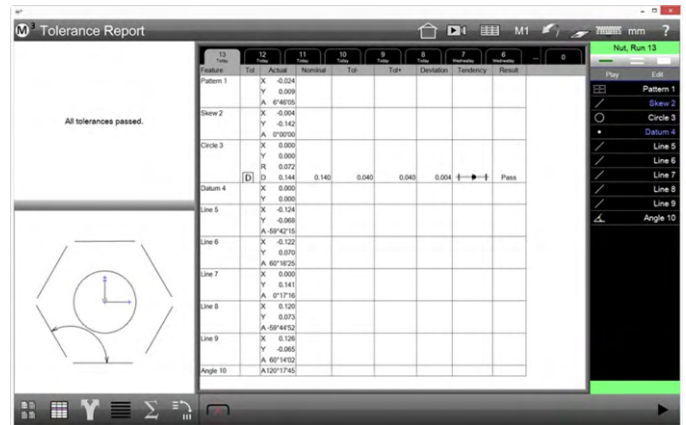 M³ Tolerance Report M1 mm ?
All tolerances passed.
13 12 11 10 9 8 7 6 ... 0
Today Today Today Today Today Today Wednesday Wednesday
Feature Tol Actual Nominal Tol- Tol+ Deviation Tendency Result
Pattern 1 X -0.024
Y 0.009
A 6°46'05
Skew 2 X -0.004
Y -0.142
A 0°00'00
Circle 3 X 0.000
Y 0.000
R 0.072
D D 0.144 0.140 0.040 0.040 0.004 Pass
Datum 4 X 0.000
Y 0.000
Line 5 X -0.124
Y -0.068
A -59°42'15
Line 6 X -0.122
Y 0.070
A 60°16'25
Line 7 X 0.000
Y 0.141
A 0°17'16
Line 8 X 0.120
Y 0.073
A -59°44'52
Line 9 X 0.126
Y -0.065
A 60°14'02
Angle 10 A 120°17'45
Nut, Run 13
Play Edit
Pattern 1
Skew 2
Circle 3
Datum 4
Line 5
Line 6
Line 7
Line 8
Line 9
Angle 10